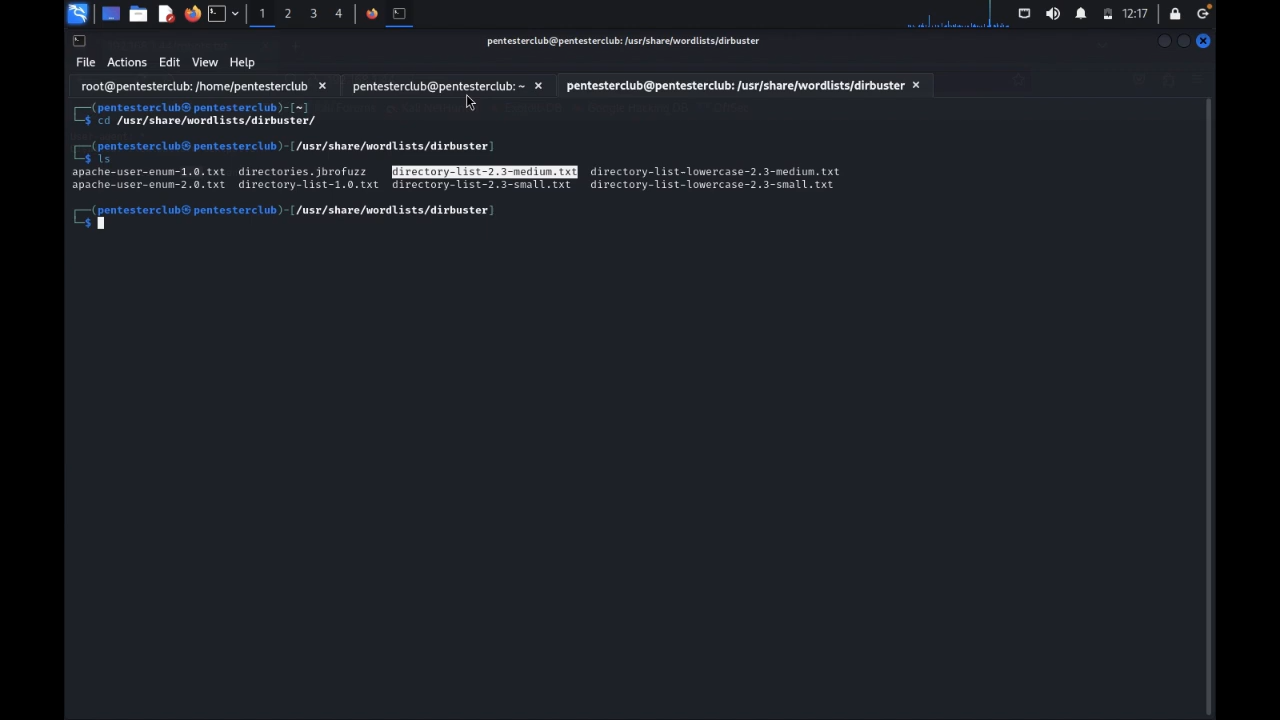 1 2 3 4 12:17
pentesterclub@pentesterclub: /usr/share/wordlists/dirbuster
File Actions Edit View Help
root@pentesterclub: /home/pentesterclub × pentesterclub@pentesterclub: ~ × pentesterclub@pentesterclub: /usr/share/wordlists/dirbuster ×
┌──(pentesterclub㉿pentesterclub)-[~]
└─$ cd /usr/share/wordlists/dirbuster/
┌──(pentesterclub㉿pentesterclub)-[/usr/share/wordlists/dirbuster]
└─$ ls
apache-user-enum-1.0.txt directories.jbrofuzz directory-list-2.3-medium.txt directory-list-lowercase-2.3-medium.txt
apache-user-enum-2.0.txt directory-list-1.0.txt directory-list-2.3-small.txt directory-list-lowercase-2.3-small.txt
┌──(pentesterclub㉿pentesterclub)-[/usr/share/wordlists/dirbuster]
└─$